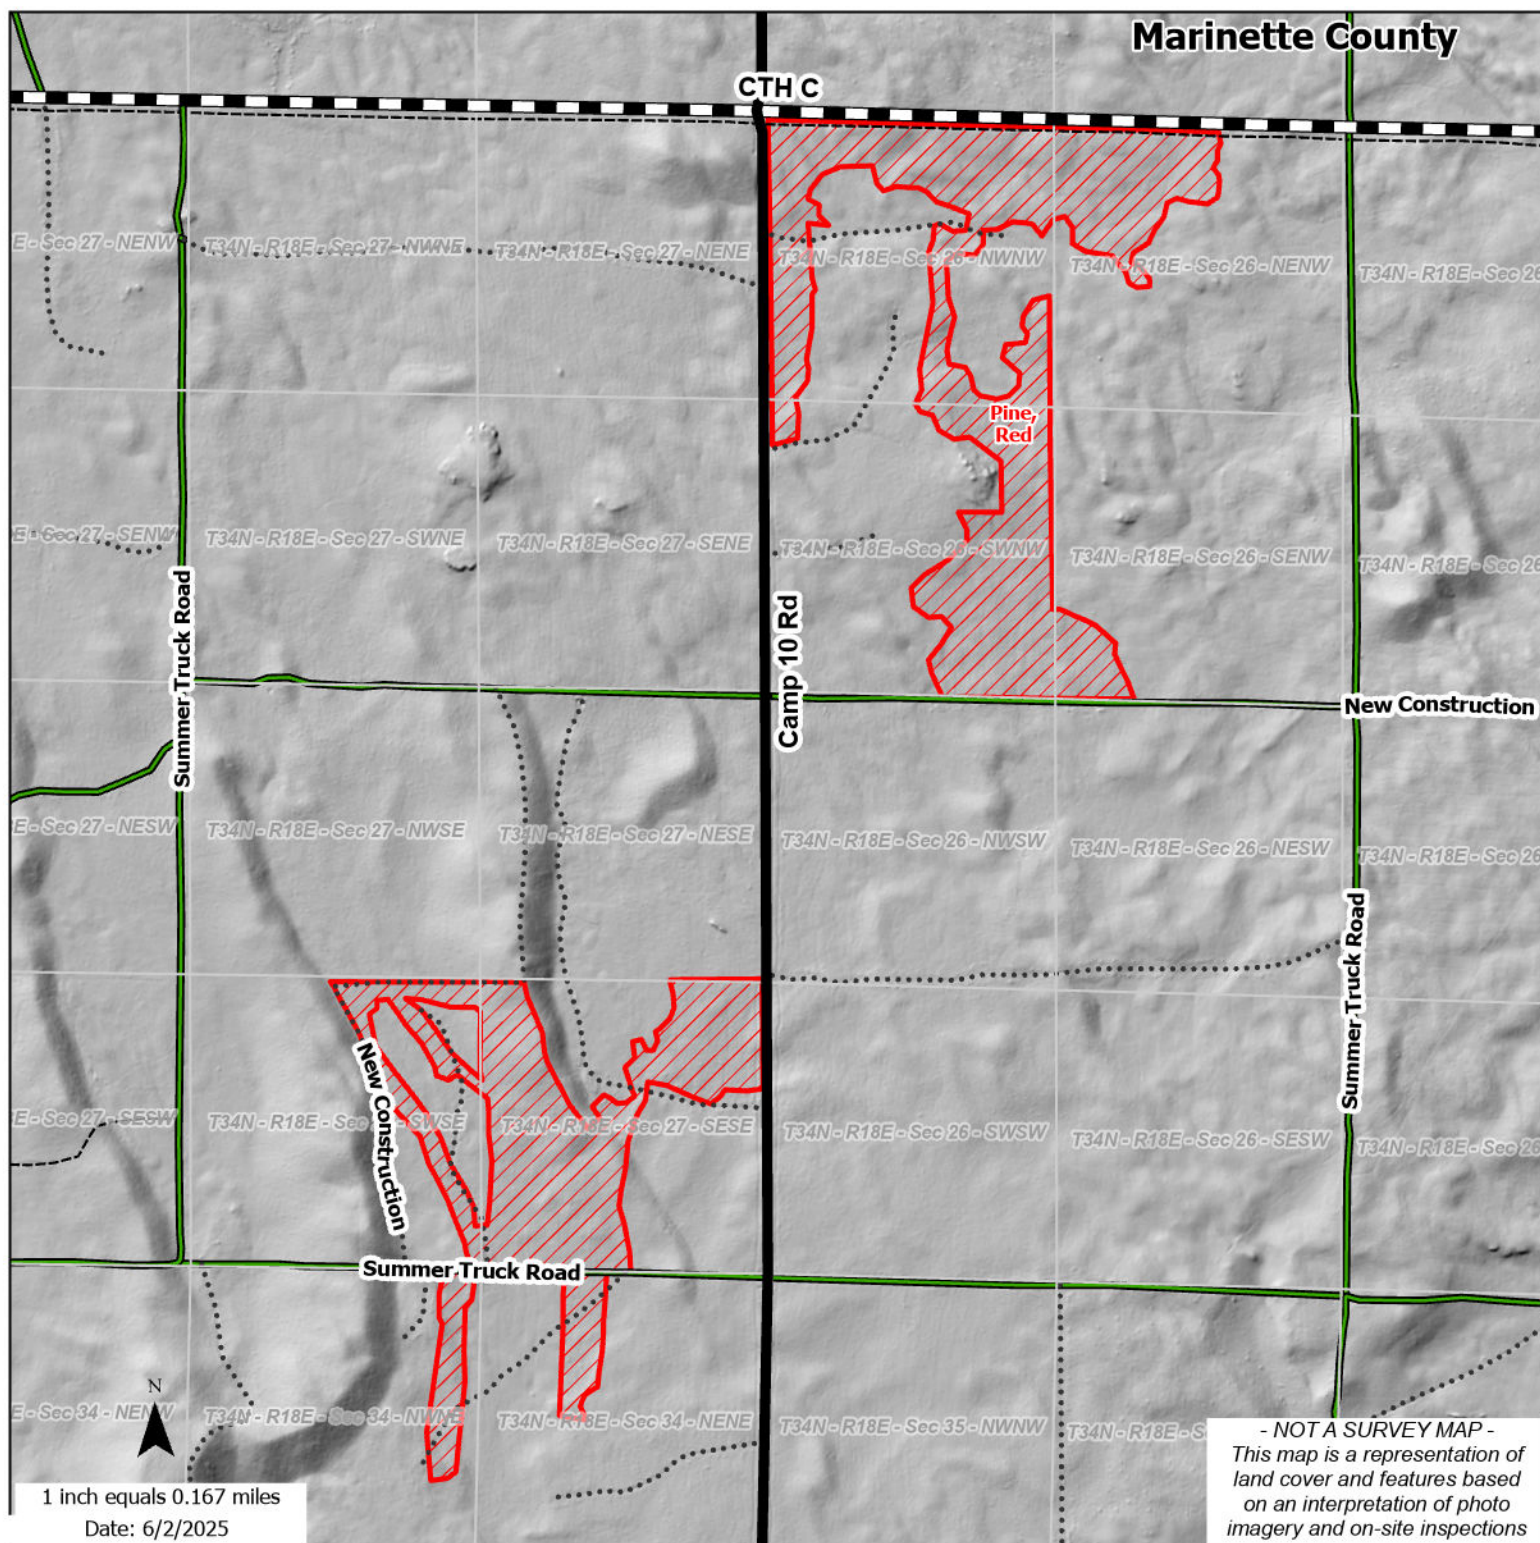 Marinette County
CTH C
E - Sec 27 - NENW
T34N - R18E - Sec 27 - NWNE
T34N - R18E - Sec 27 - NENE
T34N - R18E - Sec 26 - NWNW
T34N - R18E - Sec 26 - NENW
T34N - R18E - Sec 26
Pine,
Red
E - Sec 27 - SENW
T34N - R18E - Sec 27 - SWNE
T34N - R18E - Sec 27 - SENE
T34N - R18E - Sec 26 - SWNW
T34N - R18E - Sec 26 - SENW
T34N - R18E - Sec 26
Summer Truck Road
Camp 10 Rd
New Construction
E - Sec 27 - NESW
T34N - R18E - Sec 27 - NWSE
T34N - R18E - Sec 27 - NESE
T34N - R18E - Sec 26 - NWSW
T34N - R18E - Sec 26 - NESW
T34N - R18E - Sec 26
Summer Truck Road
New Construction
E - Sec 27 - SESW
T34N - R18E - Sec 27 - SWSE
T34N - R18E - Sec 27 - SESE
T34N - R18E - Sec 26 - SWSW
T34N - R18E - Sec 26 - SESW
T34N - R18E - Sec 26
Summer Truck Road
N
E - Sec 34 - NENW
T34N - R18E - Sec 34 - NWNE
T34N - R18E - Sec 34 - NENE
T34N - R18E - Sec 35 - NWNW
T34N - R18E - S
1 inch equals 0.167 miles
Date: 6/2/2025
- NOT A SURVEY MAP -
This map is a representation of
land cover and features based
on an interpretation of photo
imagery and on-site inspections